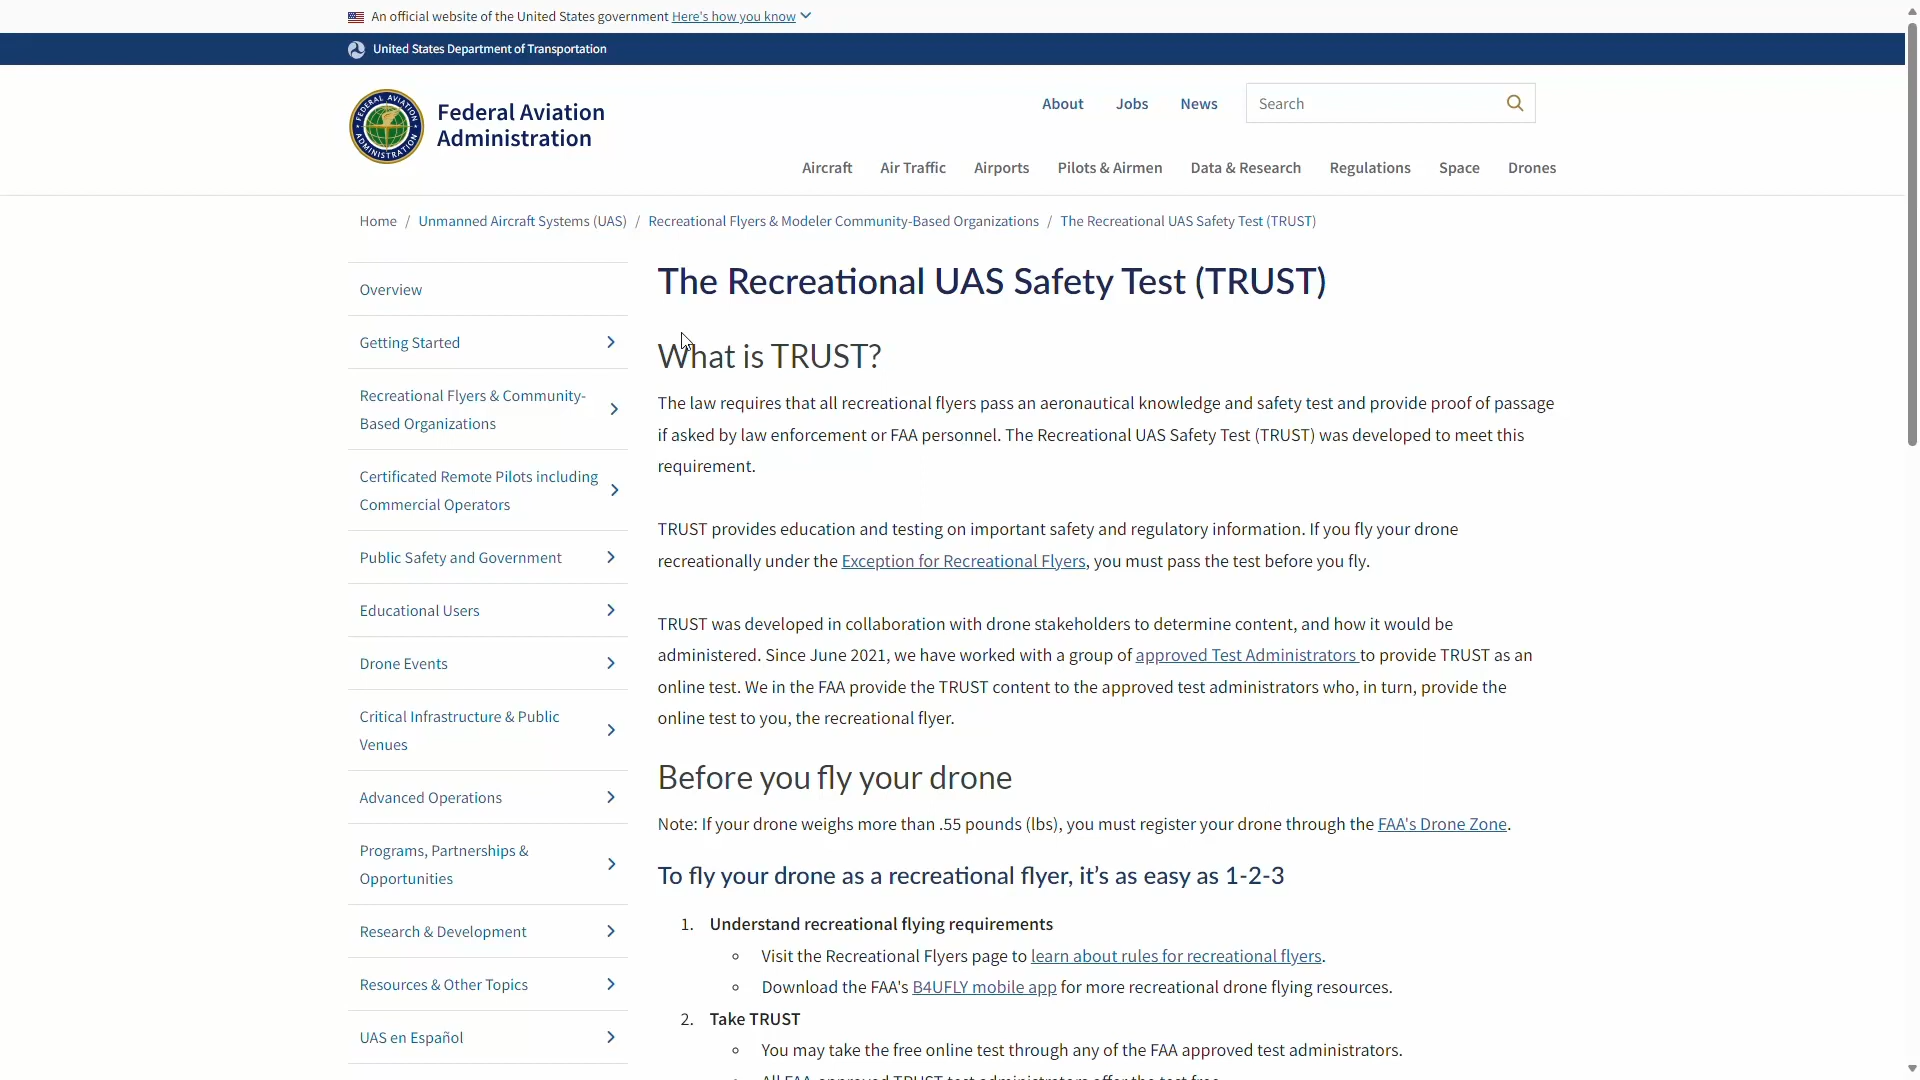 An official website of the United States government Here's how you know
United States Department of Transportation
Federal Aviation
Administration
About
Jobs
News
Search
Aircraft
Air Traffic
Airports
Pilots & Airmen
Data & Research
Regulations
Space
Drones
Home / Unmanned Aircraft Systems (UAS) / Recreational Flyers & Modeler Community-Based Organizations / The Recreational UAS Safety Test (TRUST)
Overview
Getting Started
Recreational Flyers & Community-
Based Organizations
Certificated Remote Pilots including
Commercial Operators
Public Safety and Government
Educational Users
Drone Events
Critical Infrastructure & Public
Venues
Advanced Operations
Programs, Partnerships &
Opportunities
Research & Development
Resources & Other Topics
UAS en Español
The Recreational UAS Safety Test (TRUST)
What is TRUST?
The law requires that all recreational flyers pass an aeronautical knowledge and safety test and provide proof of passage
if asked by law enforcement or FAA personnel. The Recreational UAS Safety Test (TRUST) was developed to meet this
requirement.
TRUST provides education and testing on important safety and regulatory information. If you fly your drone
recreationally under the Exception for Recreational Flyers, you must pass the test before you fly.
TRUST was developed in collaboration with drone stakeholders to determine content, and how it would be
administered. Since June 2021, we have worked with a group of approved Test Administrators to provide TRUST as an
online test. We in the FAA provide the TRUST content to the approved test administrators who, in turn, provide the
online test to you, the recreational flyer.
Before you fly your drone
Note: If your drone weighs more than .55 pounds (lbs), you must register your drone through the FAA's Drone Zone.
To fly your drone as a recreational flyer, it's as easy as 1-2-3
1. Understand recreational flying requirements
Visit the Recreational Flyers page to learn about rules for recreational flyers.
Download the FAA's B4UFLY mobile app for more recreational drone flying resources.
2. Take TRUST
You may take the free online test through any of the FAA approved test administrators.
All FAA-approved TRUST test administrators offer the test free